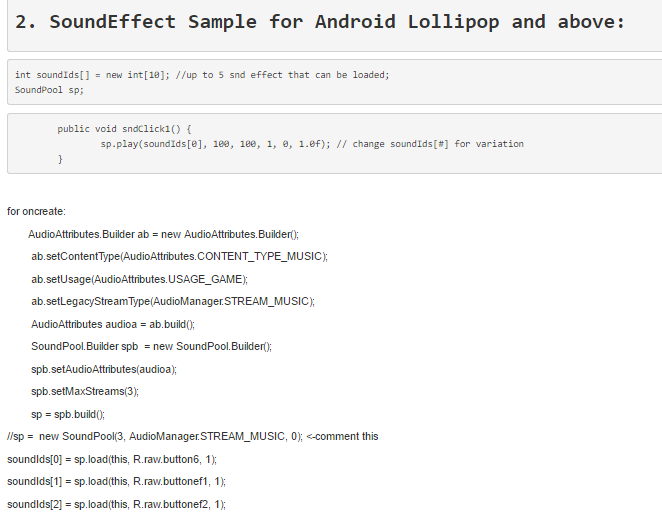 2. SoundEffect Sample for Android Lollipop and above:
int soundIds[] = new int[10]; //up to 5 snd effect that can be loaded;
SoundPool sp;
public void sndClick1() {
sp.play(soundIds[0], 100, 100, 1, 0, 1.0f); // change soundIds[#] for variation
}
for oncreate:
AudioAttributes.Builder ab = new AudioAttributes.Builder();
ab.setContentType(AudioAttributes.CONTENT_TYPE_MUSIC);
ab.setUsage(AudioAttributes.USAGE_GAME);
ab.setLegacyStreamType(AudioManager.STREAM_MUSIC);
AudioAttributes audioa = ab.build();
SoundPool.Builder spb  = new SoundPool.Builder();
spb.setAudioAttributes(audioa);
spb.setMaxStreams(3);
sp = spb.build();
//sp =  new SoundPool(3, AudioManager.STREAM_MUSIC, 0); <-comment this
soundIds[0] = sp.load(this, R.raw.button6, 1);
soundIds[1] = sp.load(this, R.raw.buttonef1, 1);
soundIds[2] = sp.load(this, R.raw.buttonef2, 1);